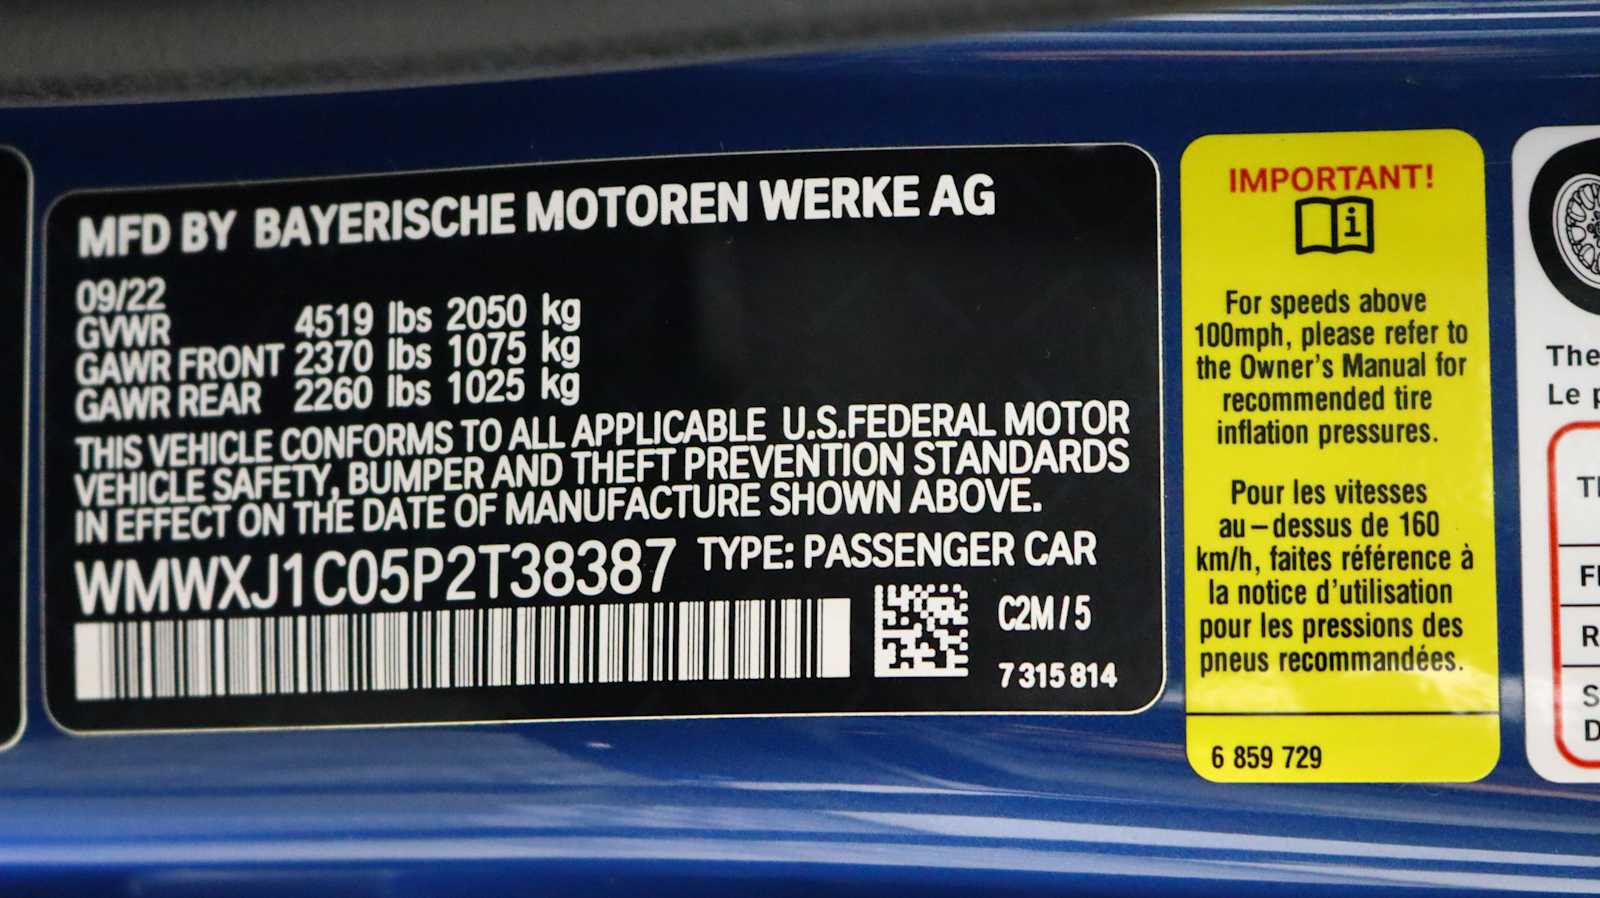 MFD BY BAYERISCHE MOTOREN WERKE AG
09/22
GVWR 4519 lbs 2050 kg
GAWR FRONT 2370 lbs 1075 kg
GAWR REAR 2260 lbs 1025 kg
THIS VEHICLE CONFORMS TO ALL APPLICABLE U.S.FEDERAL MOTOR
VEHICLE SAFETY, BUMPER AND THEFT PREVENTION STANDARDS
IN EFFECT ON THE DATE OF MANUFACTURE SHOWN ABOVE.
WMWXJ1C05P2T38387 TYPE: PASSENGER CAR
C2M/5
7 315 814
IMPORTANT!
i
For speeds above
100mph, please refer to
the Owner's Manual for
recommended tire
inflation pressures.
Pour les vitesses
au-dessus de 160
km/h, faites référence à
la notice d'utilisation
pour les pressions des
pneus recommandées.
6 859 729
The
Le